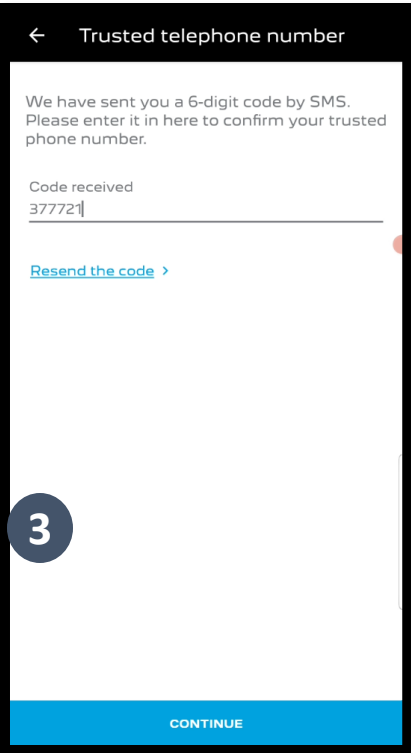 Trusted telephone number
We have sent you a 6-digit code by SMS.
Please enter it in here to confirm your trusted
phone number.
Code received
377721
Resend the code
3
CONTINUE